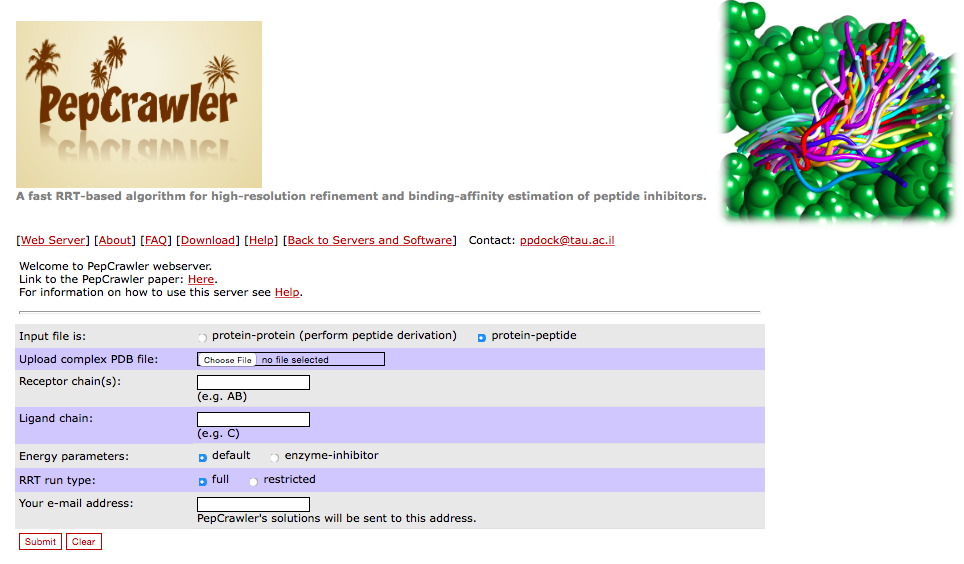 PepCrawler
A fast RRT-based algorithm for high-resolution refinement and binding-affinity estimation of peptide inhibitors.
[Web Server] [About] [FAQ] [Download] [Help] [Back to Servers and Software] Contact: ppdock@tau.ac.il
Welcome to PepCrawler webserver.
Link to the PepCrawler paper: Here.
For information on how to use this server see Help.
Input file is: protein-protein (perform peptide derivation) protein-peptide
Upload complex PDB file: Choose File no file selected
Receptor chain(s):
(e.g. AB)
Ligand chain:
(e.g. C)
Energy parameters: default enzyme-inhibitor
RRT run type: full restricted
Your e-mail address:
PepCrawler's solutions will be sent to this address.
Submit Clear